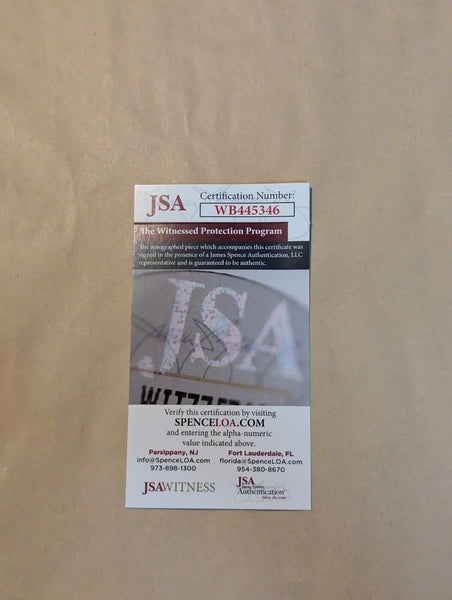 JSA
Certification Number:
WB445346
The Witnessed Protection Program
The autographed piece which accompanies this certificate was
signed in the presence of a James Spence Authentication, LLC
representative and is guaranteed to be authentic.
JSA
Verify this certification by visiting
SPENCELOA.COM
and entering the alpha-numeric
value indicated above.
Parsippany, NJ
info@SpenceLOA.com
973-898-1300
Fort Lauderdale, FL
florida@SpenceLOA.com
954-380-8670
JSAWITNESS
JSA
James Spence
Authentication